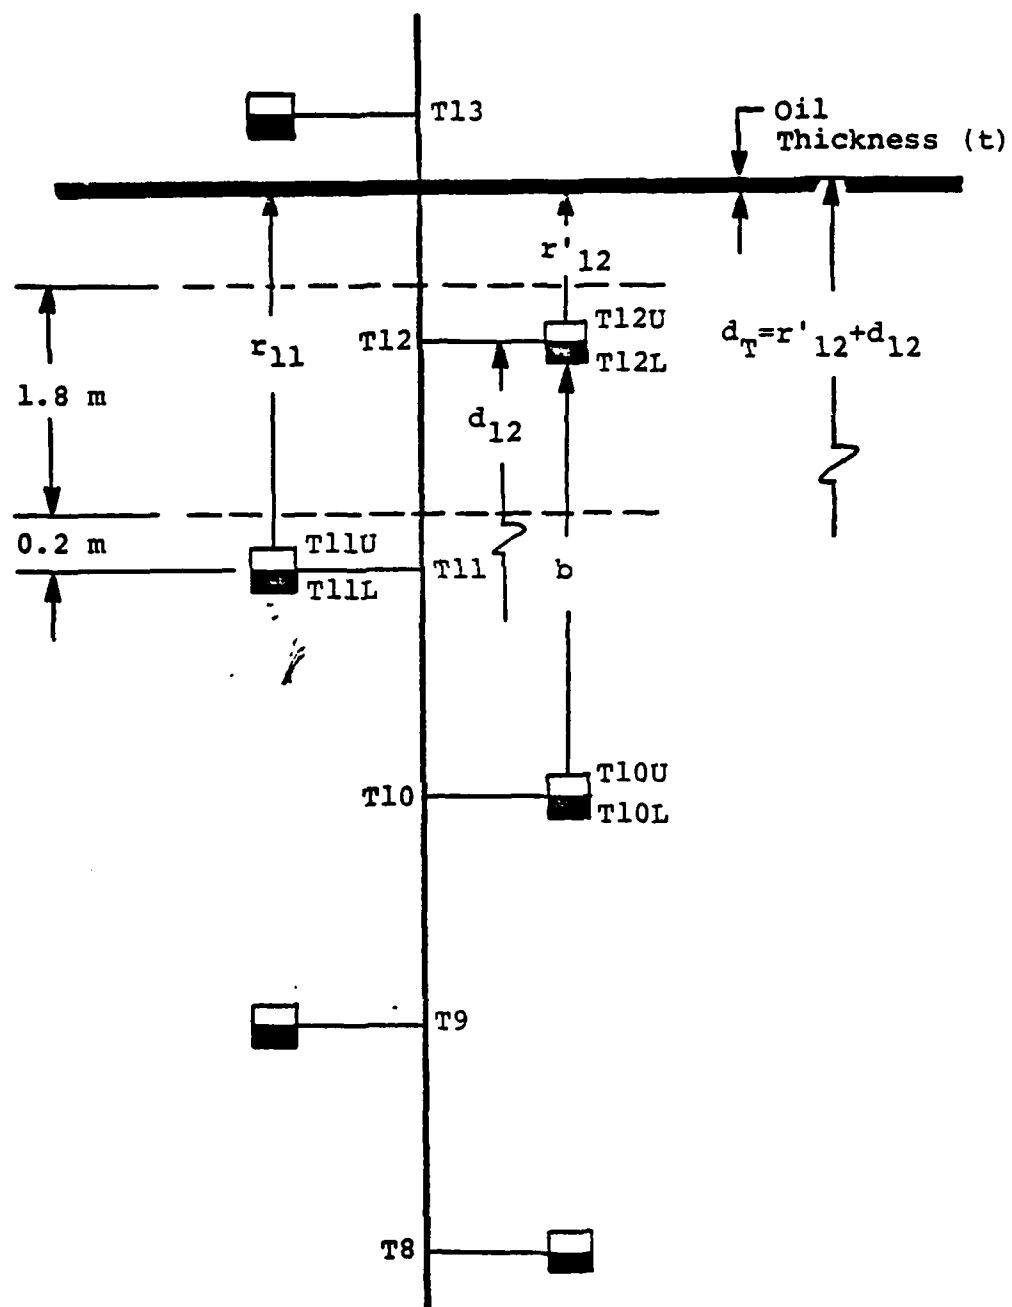 T13
Oil
Thickness (t)
r'12
T12U
T12
T12L
r11
dT=r'12+d12
1.8 m
d12
0.2 m
T11U
T11
T11L
b
T10U
T10
T10L
T9
T8